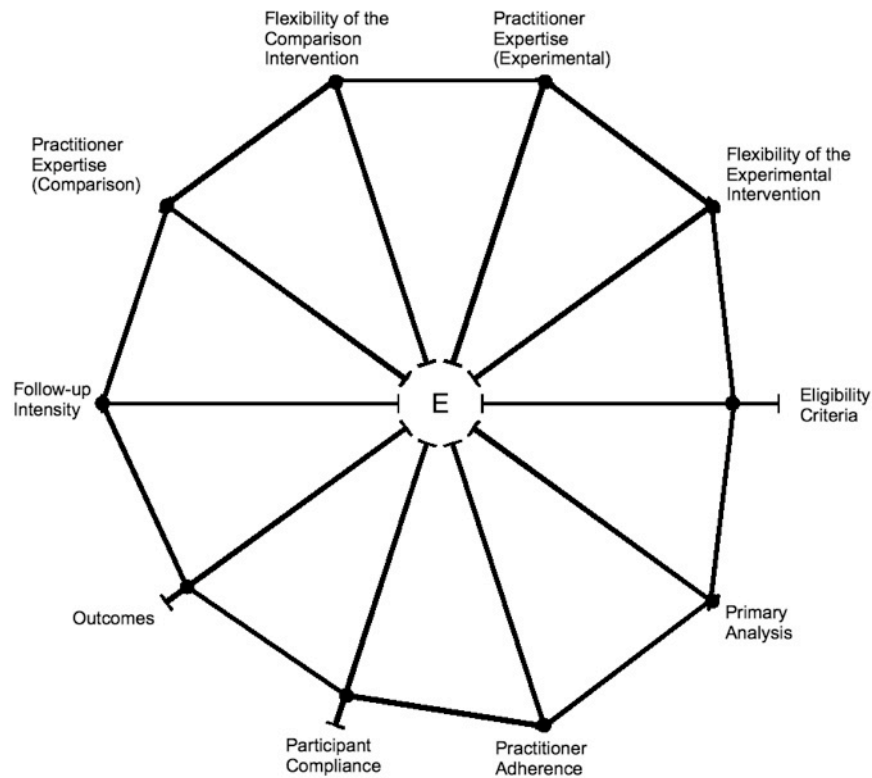 Flexibility of the
Comparison
Intervention
Practitioner
Expertise
(Experimental)
Practitioner
Expertise
(Comparison)
Flexibility of the
Experimental
Intervention
Follow-up
Intensity
E
Eligibility
Criteria
Outcomes
Primary
Analysis
Participant
Compliance
Practitioner
Adherence